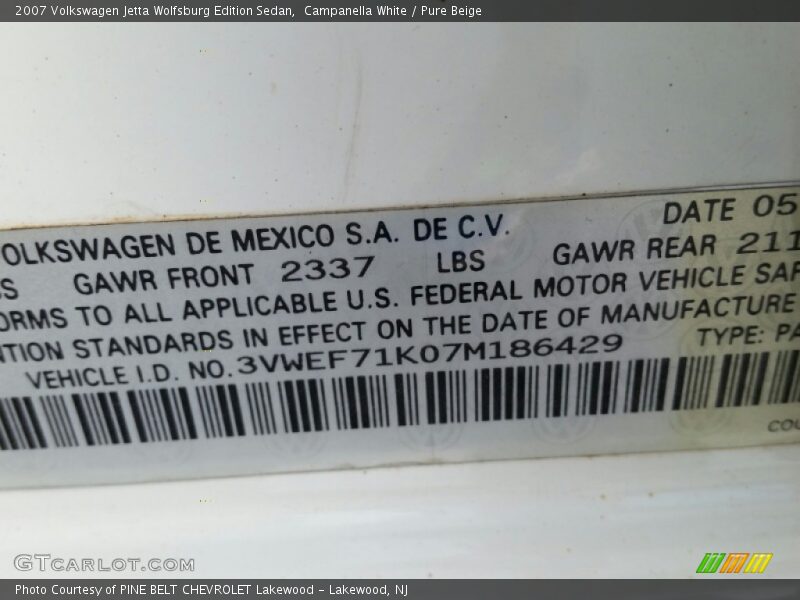 2007 Volkswagen Jetta Wolfsburg Edition Sedan,  Campanella White / Pure Beige
OLKSWAGEN DE MEXICO S.A. DE C.V. DATE 05
GAWR FRONT 2337 LBS GAWR REAR 211
ORMS TO ALL APPLICABLE U.S. FEDERAL MOTOR VEHICLE SAF
NTION STANDARDS IN EFFECT ON THE DATE OF MANUFACTURE
VEHICLE I.D. NO.3VWEF71K07M186429 TYPE: PA
COU
GTCARLOT.COM
Photo Courtesy of PINE BELT CHEVROLET Lakewood - Lakewood, NJ